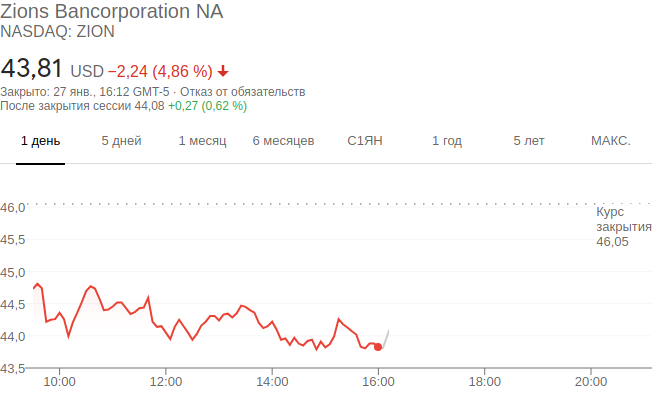 Zions Bancorporation NA
NASDAQ: ZION
43,81 USD −2,24 (4,86 %)
Закрыто: 27 янв., 16:12 GMT-5 · Отказ от обязательств
После закрытия сессии 44,08 +0,27 (0,62 %)
1 день 5 дней 1 месяц 6 месяцев С1ЯН 1 год 5 лет МАКС.
46,0
Курс
закрытия
46,05
45,5
45,0
44,5
44,0
43,5
10:00 12:00 14:00 16:00 18:00 20:00